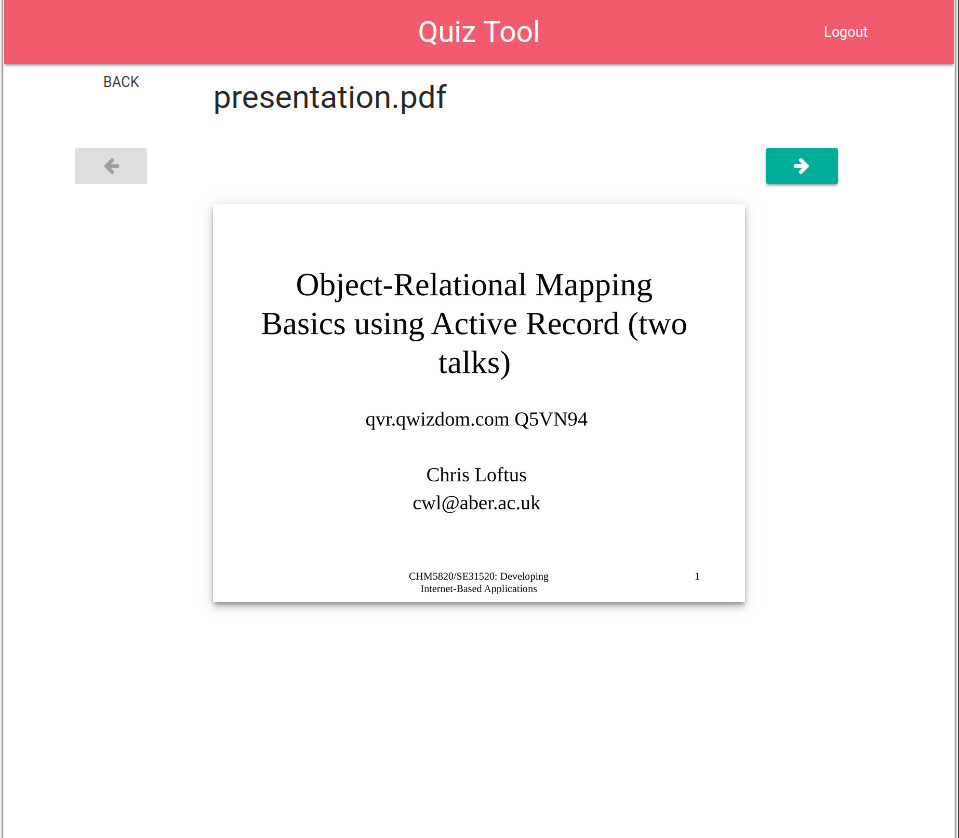 Quiz Tool
Logout
BACK
presentation.pdf
Object-Relational Mapping
Basics using Active Record (two
talks)
qvr.qwizdom.com Q5VN94
Chris Loftus
cwl@aber.ac.uk
CHM5820/SE31520: Developing
Internet-Based Applications
1